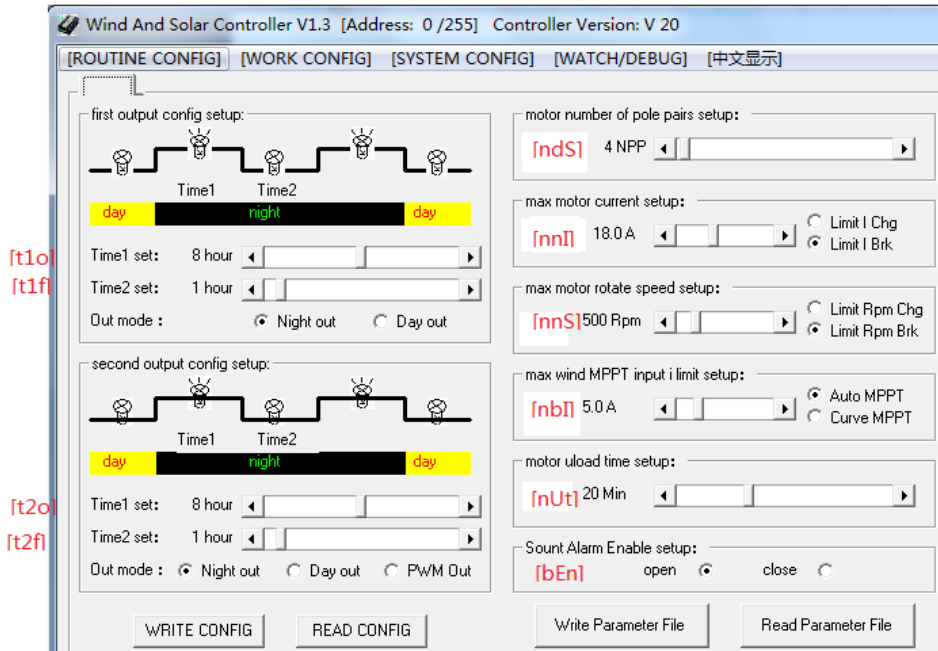 Wind And Solar Controller V1.3 [Address: 0 /255] Controller Version: V 20
[ROUTINE CONFIG] [WORK CONFIG] [SYSTEM CONFIG] [WATCH/DEBUG] [中文显示]
first output config setup:
Time1 Time2
day night day
[t1o] Time1 set: 8 hour
[t1f] Time2 set: 1 hour
Out mode : Night out Day out
second output config setup:
Time1 Time2
day night day
[t2o] Time1 set: 8 hour
[t2f] Time2 set: 1 hour
Out mode : Night out Day out PWM Out
WRITE CONFIG READ CONFIG
motor number of pole pairs setup:
[ndS] 4 NPP
max motor current setup:
[nnI] 18.0 A Limit I Chg
Limit I Brk
max motor rotate speed setup:
[nnS] 500 Rpm Limit Rpm Chg
Limit Rpm Brk
max wind MPPT input i limit setup:
[nbI] 5.0 A Auto MPPT
Curve MPPT
motor uload time setup:
[nUt] 20 Min
Sount Alarm Enable setup:
[bEn] open close
Write Parameter File Read Parameter File